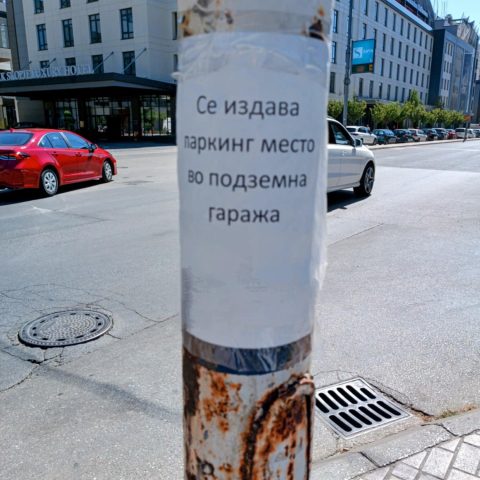 Се издава
паркинг место
во подземна
гаража